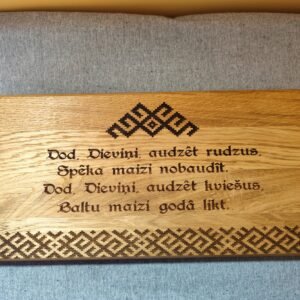 Dod, Dieviņi, audzēt rudzus,
Spēka maizi nobaudīt.
Dod, Dieviņi, audzēt kviešus,
Baltu maizi godā likt.